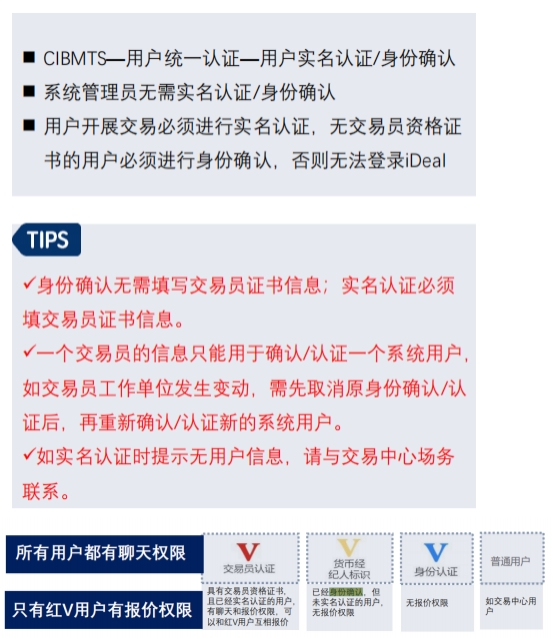 ■ CIBMTS—用户统一认证—用户实名认证/身份确认
■ 系统管理员无需实名认证/身份确认
■ 用户开展交易必须进行实名认证，无交易员资格证
书的用户必须进行身份确认，否则无法登录iDeal
TIPS
✓身份确认无需填写交易员证书信息；实名认证必须
填交易员证书信息。
✓一个交易员的信息只能用于确认/认证一个系统用户，
如交易员工作单位发生变动，需先取消原身份确认/认
证后，再重新确认/认证新的系统用户。
✓如实名认证时提示无用户信息，请与交易中心场务
联系。
所有用户都有聊天权限
V
交易员认证
V
货币经
纪人标识
V
身份认证
普通用户
只有红V用户有报价权限
具有交易员资格证书,
且已经实名认证的用户,
有聊天和报价权限, 可
以和红V用户互相报价
已经身份确认, 但
未实名认证的用户,
无报价权限
无报价权限
如交易中心用
户